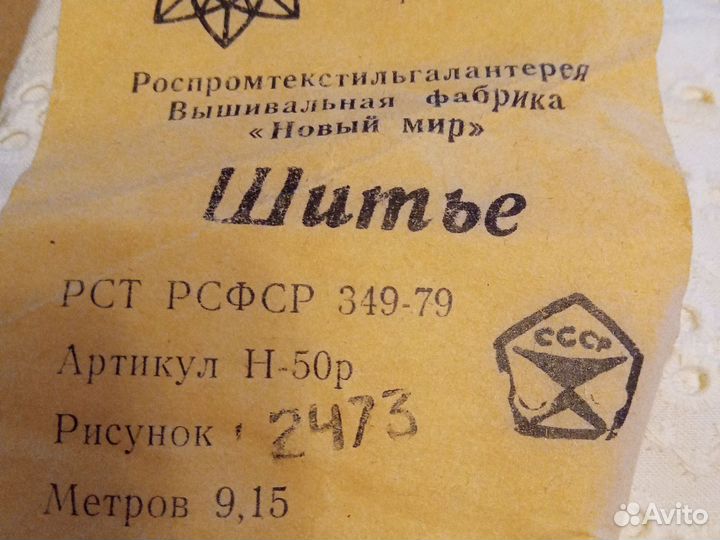 Роспромтекстильгалантерея
Вышивальная фабрика
«Новый мир»
Шитье
РСТ РСФСР 349-79
СССР
Артикул Н-50р
Рисунок 2473
Метров 9,15
Avito